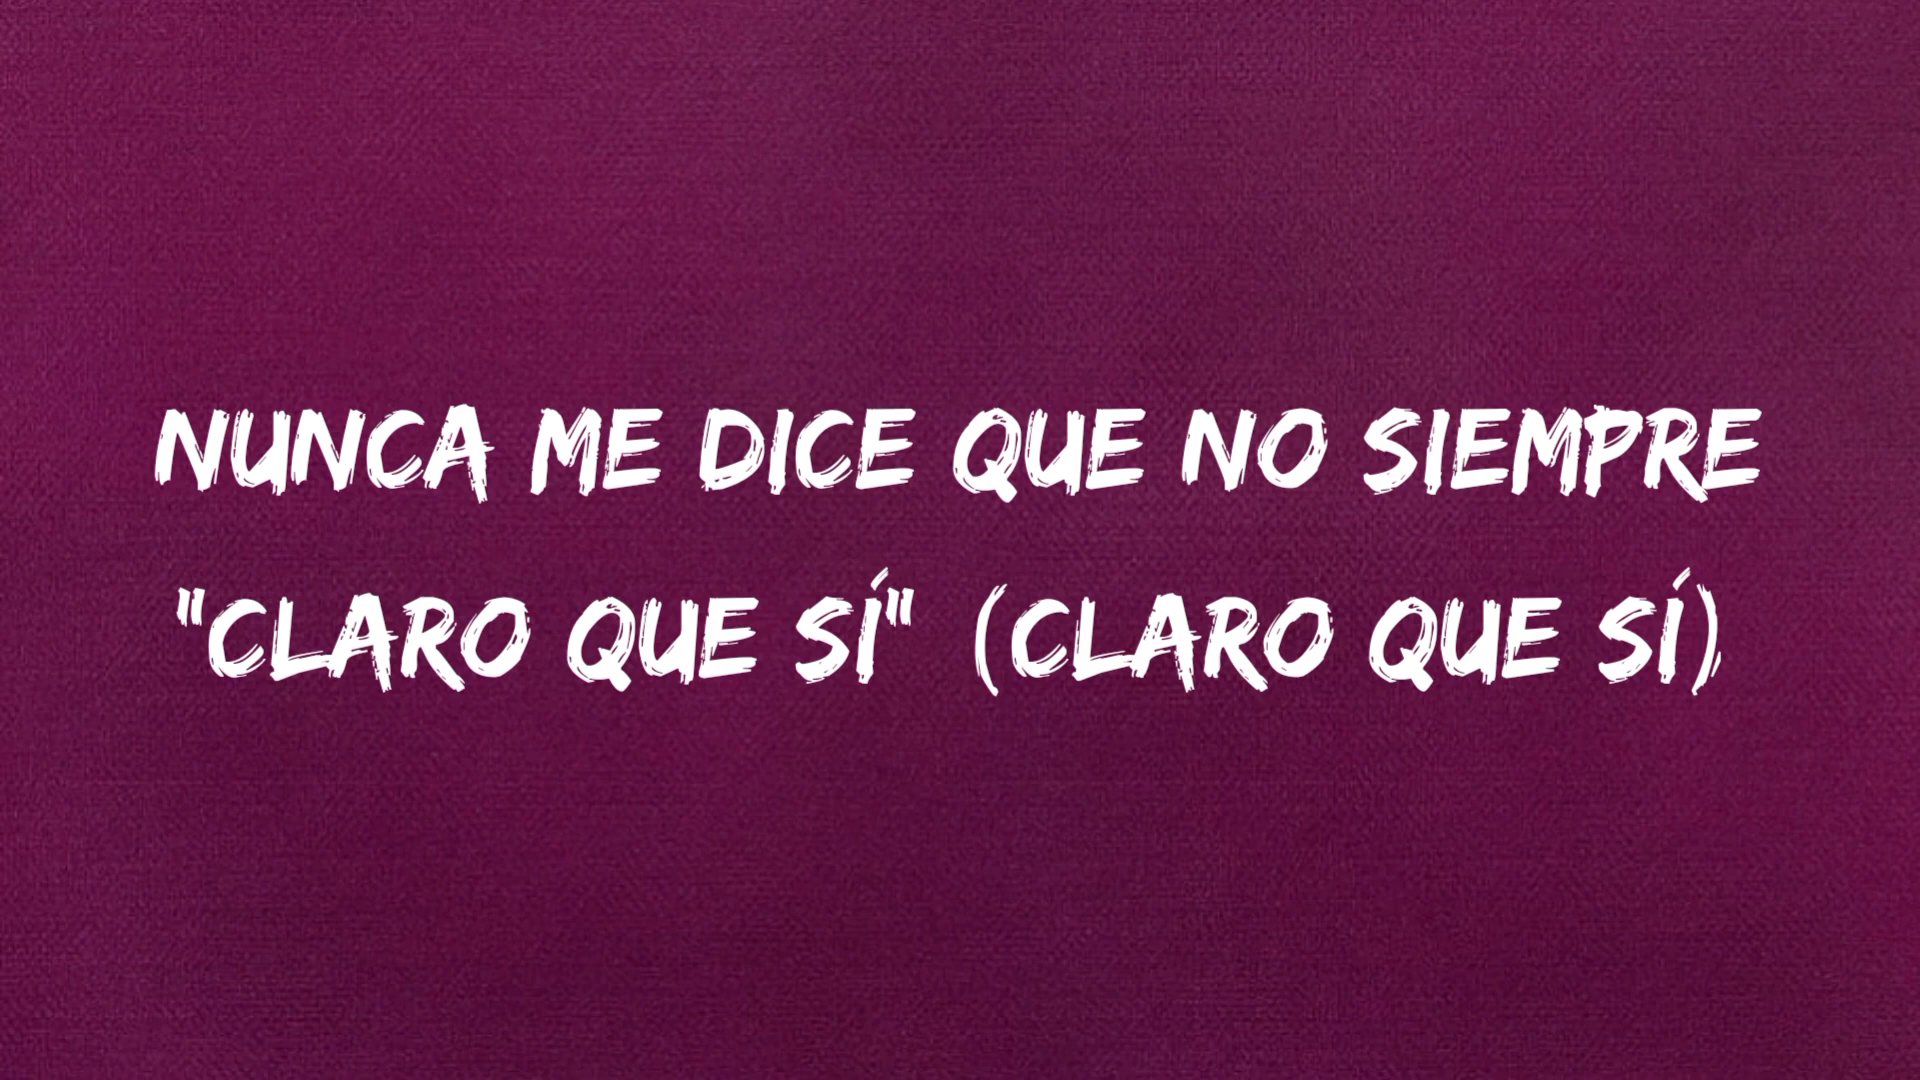 NUNCA ME DICE QUE NO SIEMPRE
"CLARO QUE SÍ" (CLARO QUE SÍ)